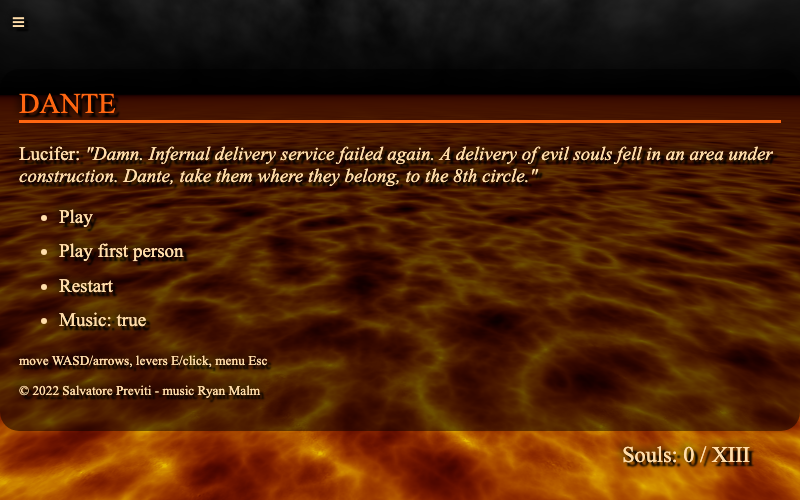 ☰
DANTE
Lucifer: "Damn. Infernal delivery service failed again. A delivery of evil souls fell in an area under
construction. Dante, take them where they belong, to the 8th circle."
• Play
• Play first person
• Restart
• Music: true
move WASD/arrows, levers E/click, menu Esc
© 2022 Salvatore Previti - music Ryan Malm
Souls: 0 / XIII